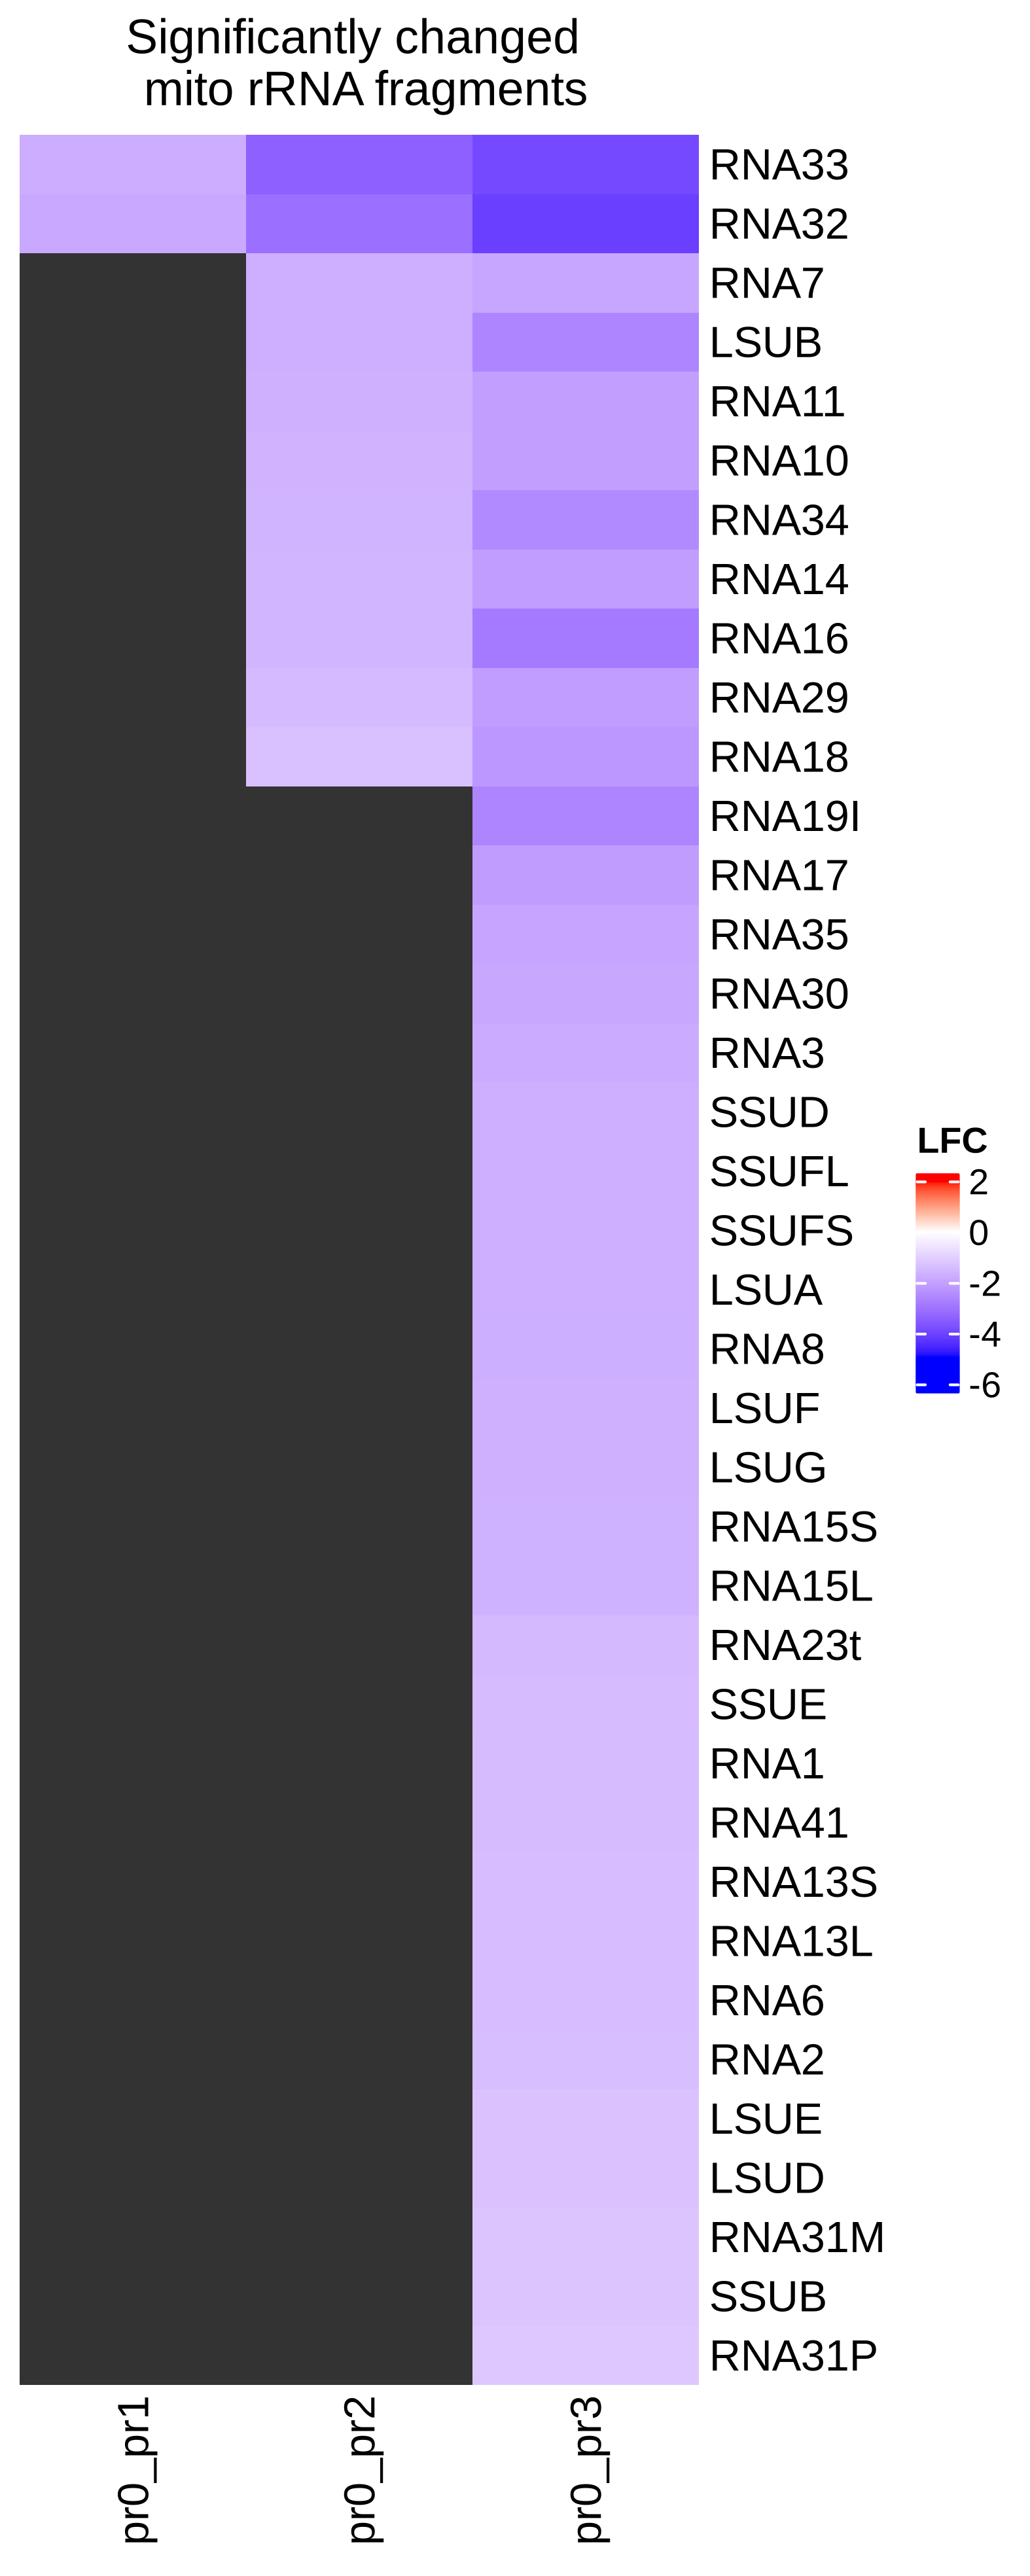 Significantly changed
mito rRNA fragments
RNA33
RNA32
RNA7
LSUB
RNA11
RNA10
RNA34
RNA14
RNA16
RNA29
RNA18
RNA19I
RNA17
RNA35
RNA30
RNA3
SSUD
SSUFL
SSUFS
LSUA
RNA8
LSUF
LSUG
RNA15S
RNA15L
RNA23t
SSUE
RNA1
RNA41
RNA13S
RNA13L
RNA6
RNA2
LSUE
LSUD
RNA31M
SSUB
RNA31P
LFC
2
0
-2
-4
-6
pr0_pr1
pr0_pr2
pr0_pr3